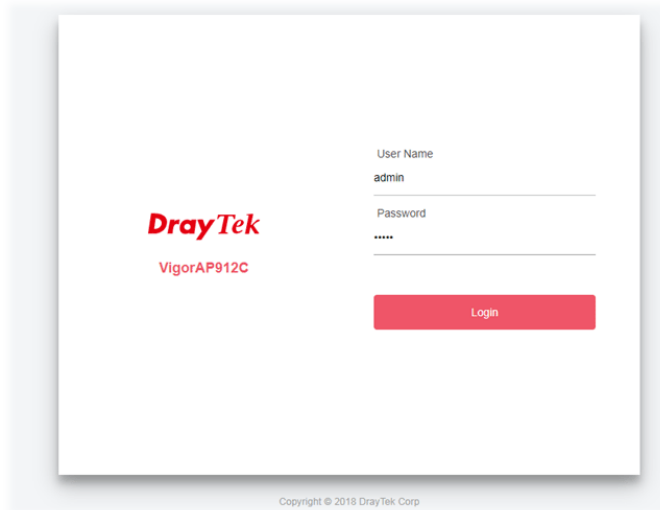 User Name
admin
Password
•••••
DrayTek
VigorAP912C
Login
Copyright © 2018 DrayTek Corp